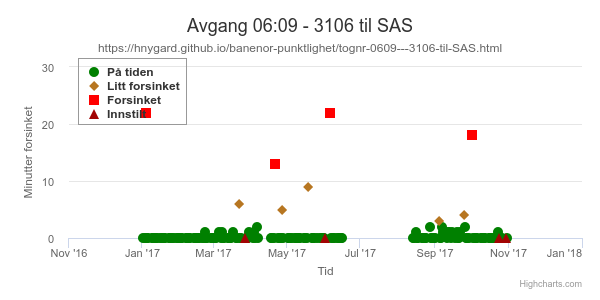 Avgang 06:09 - 3106 til SAS
https://hnygard.github.io/banenor-punktlighet/tognr-0609---3106-til-SAS.html
På tiden
Litt forsinket
Forsinket
Innstilt
Minutter forsinket
30
20
10
0
Nov '16 Jan '17 Mar '17 May '17 Jul '17 Sep '17 Nov '17 Jan '18
Tid
Highcharts.com